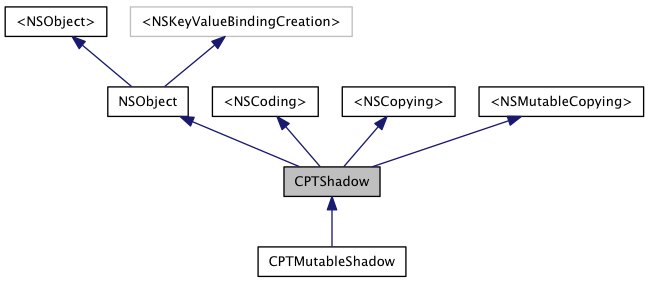 <NSObject>
<NSKeyValueBindingCreation>
NSObject
<NSCoding>
<NSCopying>
<NSMutableCopying>
CPTShadow
CPTMutableShadow